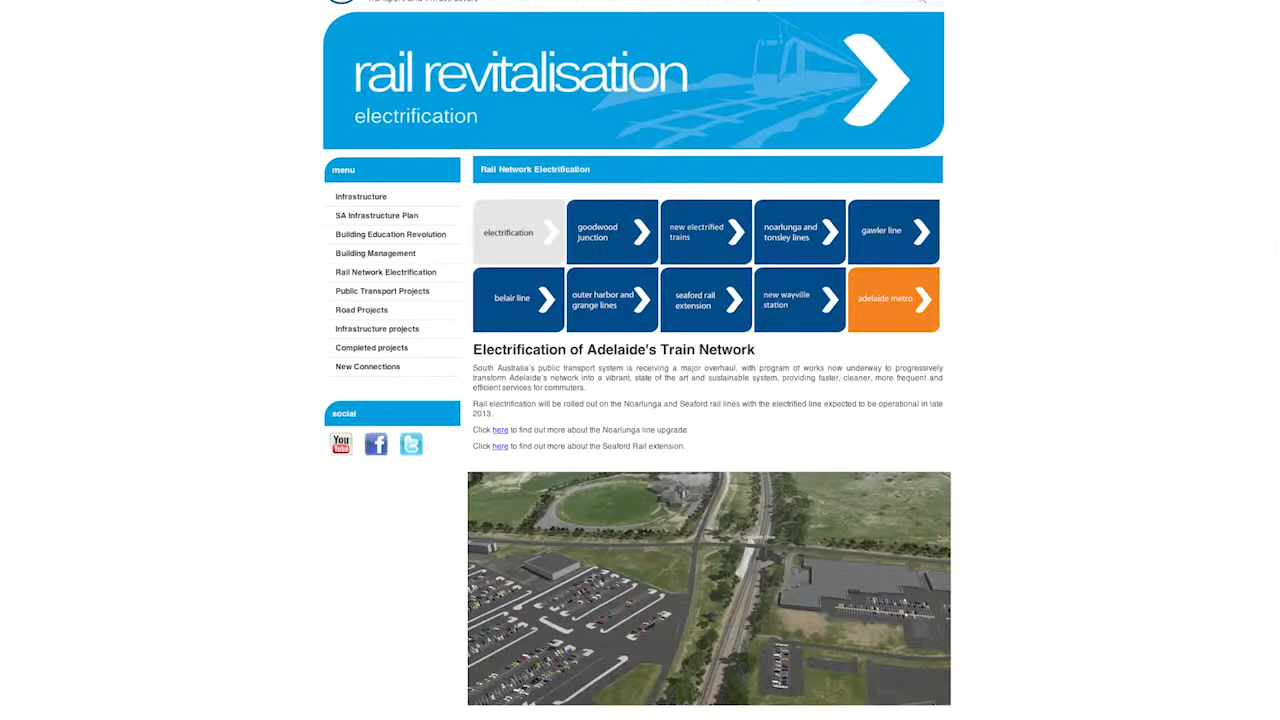 rail revitalisation
electrification
menu
Infrastructure
SA Infrastructure Plan
Building Education Revolution
Building Management
Rail Network Electrification
Public Transport Projects
Road Projects
Infrastructure projects
Completed projects
New Connections
social
You
Tube
Rail Network Electrification
electrification
goodwood
junction
new electrified
trains
noarlunga and
tonsley lines
gawler line
belair line
outer harbor and
grange lines
seaford rail
extension
new wayville
station
adelaide metro
Electrification of Adelaide's Train Network
South Australia's public transport system is receiving a major overhaul, with program of works now underway to progressively
transform Adelaide's network into a vibrant, state of the art and sustainable system, providing faster, cleaner, more frequent and
efficient services for commuters.
Rail electrification will be rolled out on the Noarlunga and Seaford rail lines with the electrified line expected to be operational in late
2013.
Click here to find out more about the Noarlunga line upgrade
Click here to find out more about the Seaford Rail extension.